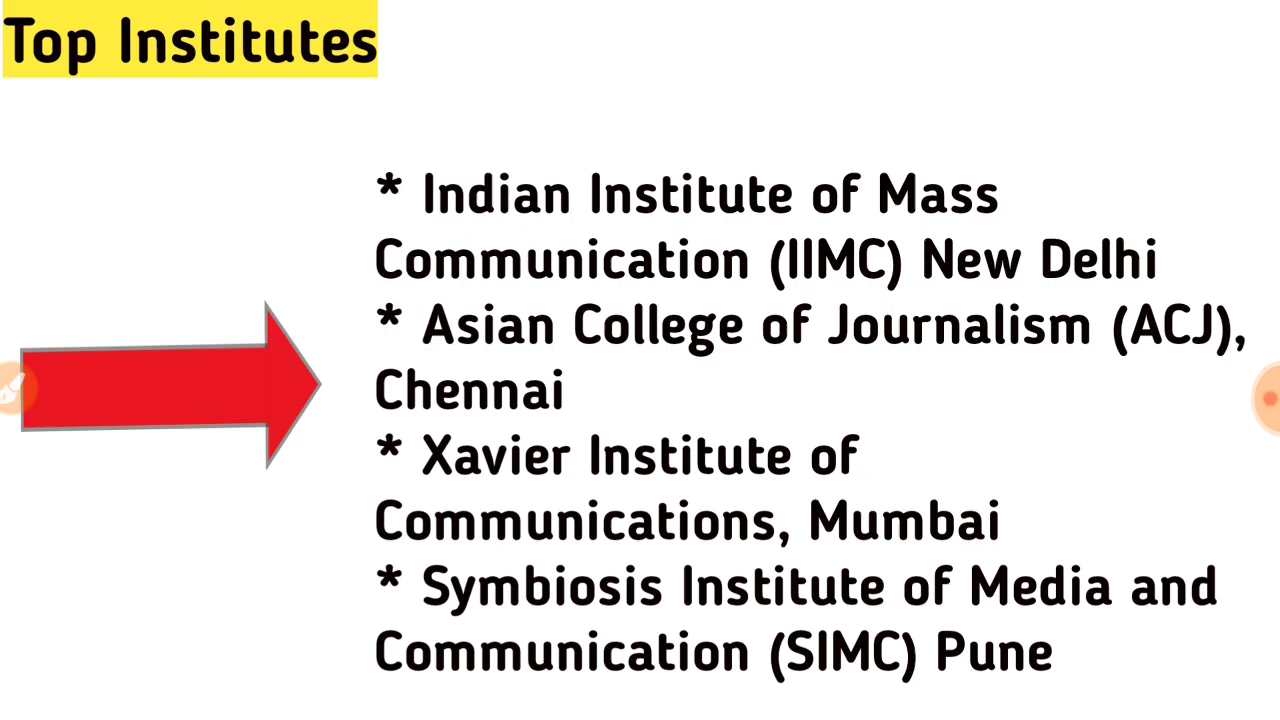 Top Institutes
* Indian Institute of Mass
Communication (IIMC) New Delhi
* Asian College of Journalism (ACJ),
Chennai
* Xavier Institute of
Communications, Mumbai
* Symbiosis Institute of Media and
Communication (SIMC) Pune